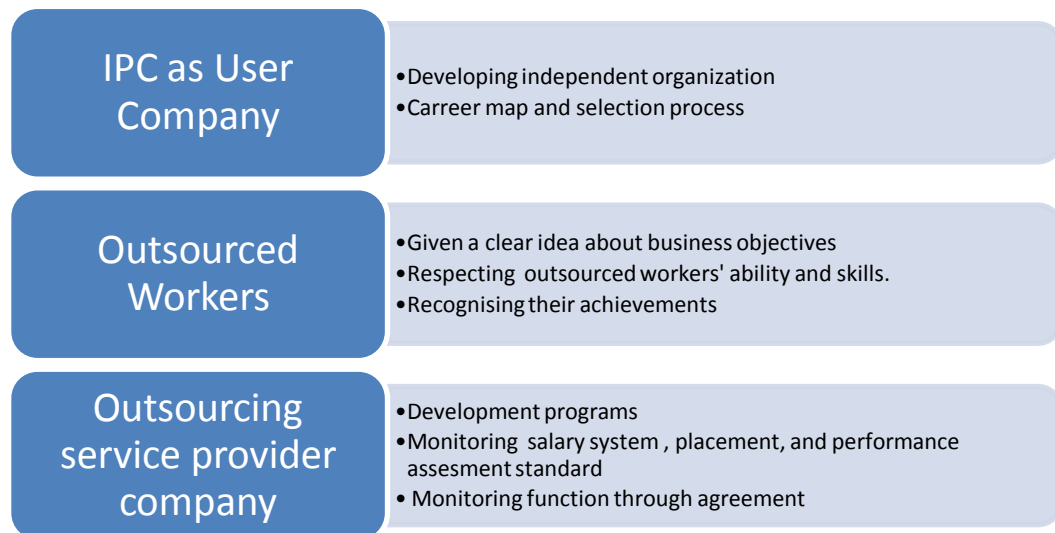 IPC as User
Company
•Developing independent organization
•Carreer map and selection process
Outsourced
Workers
•Given a clear idea about business objectives
•Respecting outsourced workers' ability and skills.
•Recognising their achievements
Outsourcing
service provider
company
•Development programs
•Monitoring salary system , placement, and performance
assesment standard
• Monitoring function through agreement